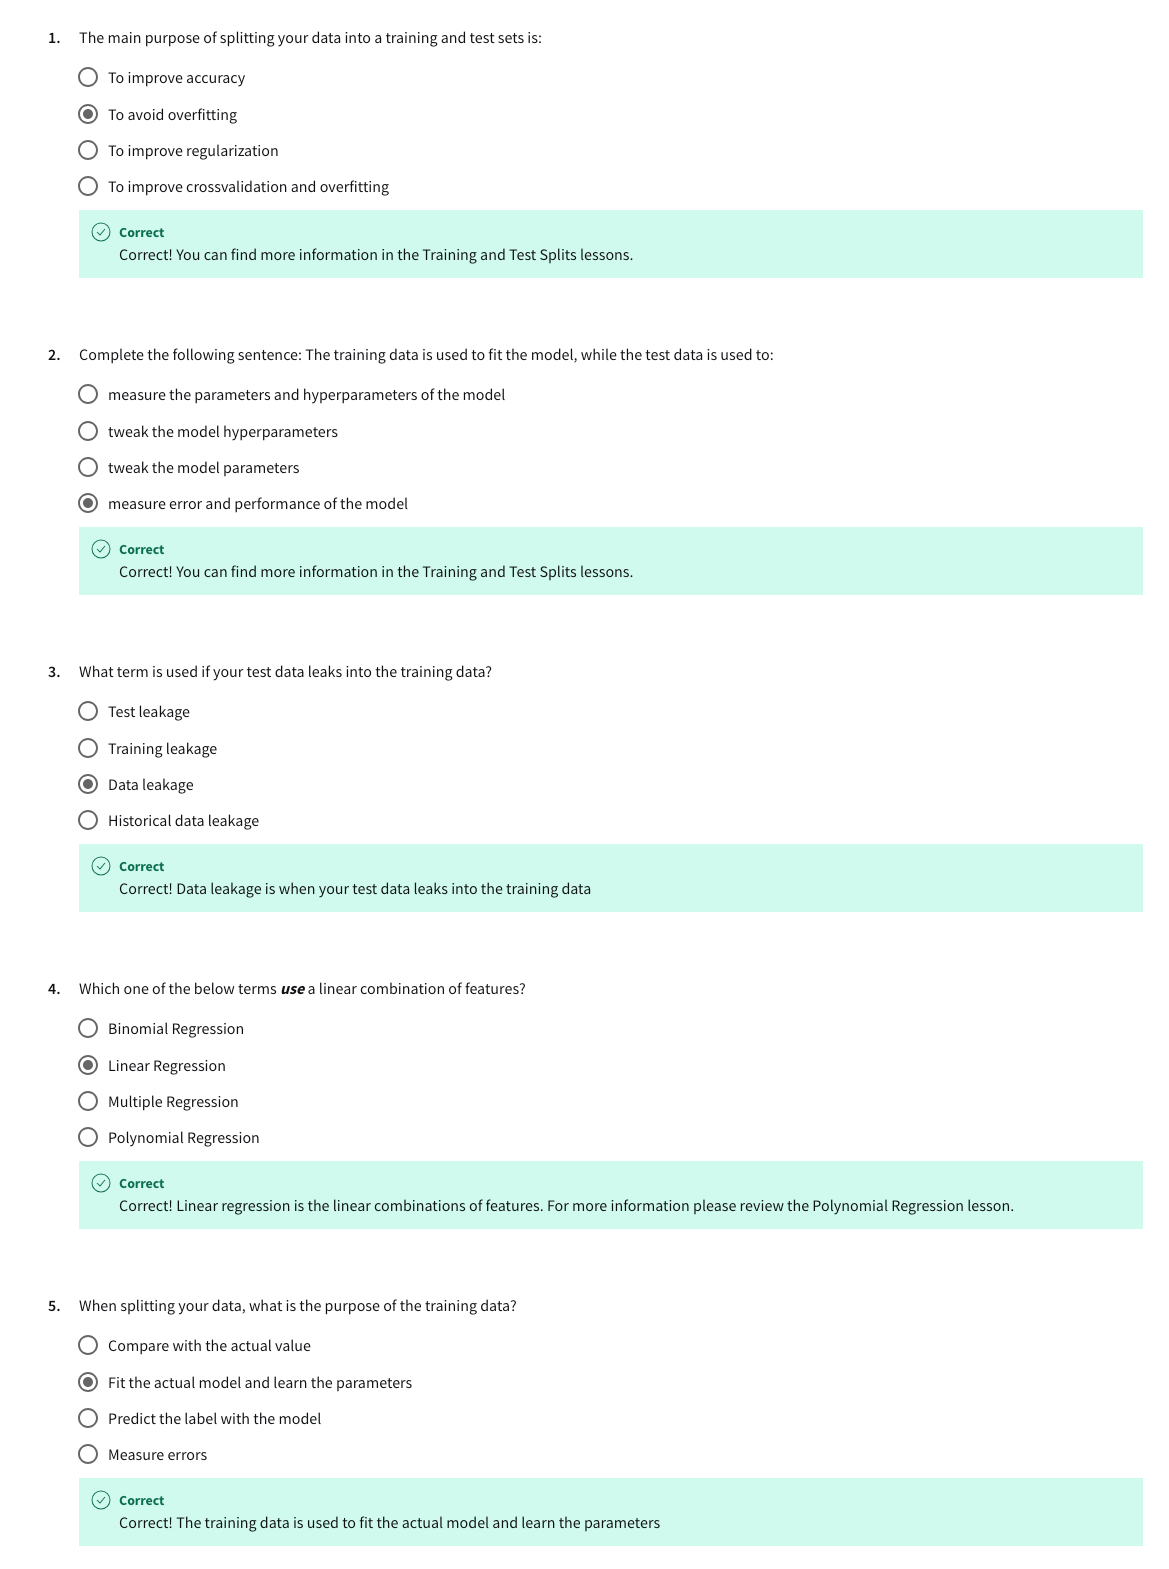 1. The main purpose of splitting your data into a training and test sets is:
To improve accuracy
To avoid overfitting
To improve regularization
To improve crossvalidation and overfitting
Correct
Correct! You can find more information in the Training and Test Splits lessons.
2. Complete the following sentence: The training data is used to fit the model, while the test data is used to:
measure the parameters and hyperparameters of the model
tweak the model hyperparameters
tweak the model parameters
measure error and performance of the model
Correct
Correct! You can find more information in the Training and Test Splits lessons.
3. What term is used if your test data leaks into the training data?
Test leakage
Training leakage
Data leakage
Historical data leakage
Correct
Correct! Data leakage is when your test data leaks into the training data
4. Which one of the below terms use a linear combination of features?
Binomial Regression
Linear Regression
Multiple Regression
Polynomial Regression
Correct
Correct! Linear regression is the linear combinations of features. For more information please review the Polynomial Regression lesson.
5. When splitting your data, what is the purpose of the training data?
Compare with the actual value
Fit the actual model and learn the parameters
Predict the label with the model
Measure errors
Correct
Correct! The training data is used to fit the actual model and learn the parameters